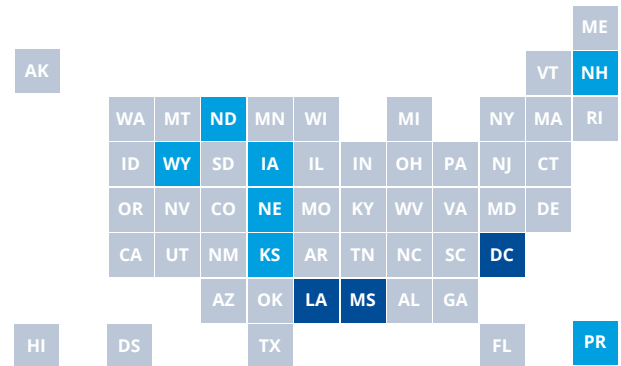 ME
AK VT NH
WA MT ND MN WI MI NY MA RI
ID WY SD IA IL IN OH PA NJ CT
OR NV CO NE MO KY WV VA MD DE
CA UT NM KS AR TN NC SC DC
AZ OK LA MS AL GA
HI DS TX FL PR